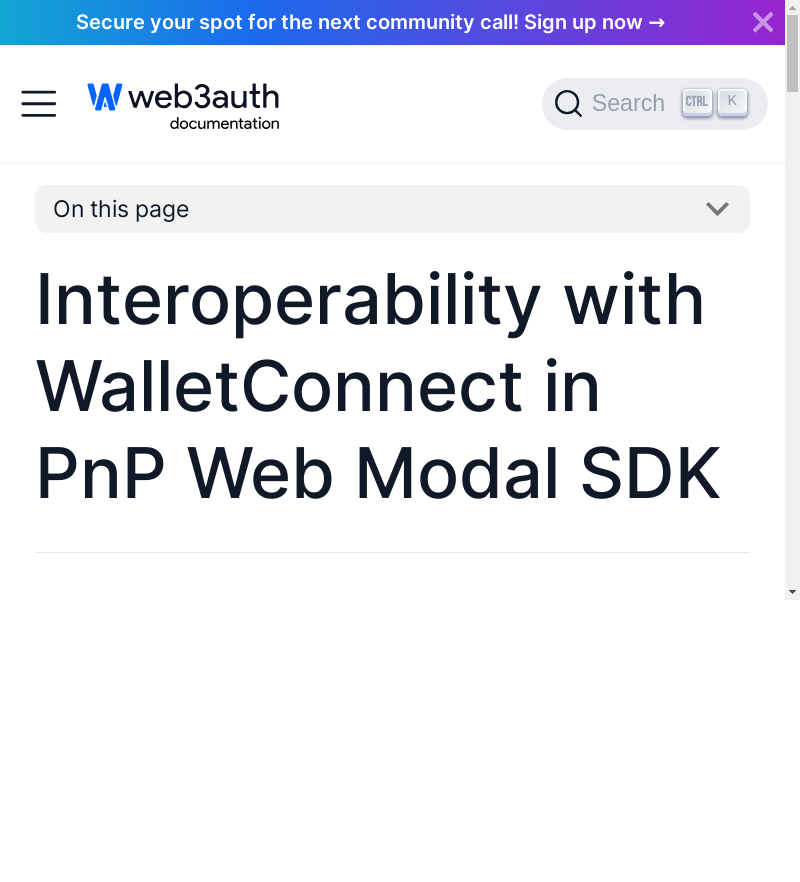 Secure your spot for the next community call! Sign up now →
web3auth
documentation
Search CTRL K
On this page
Interoperability with
WalletConnect in
PnP Web Modal SDK